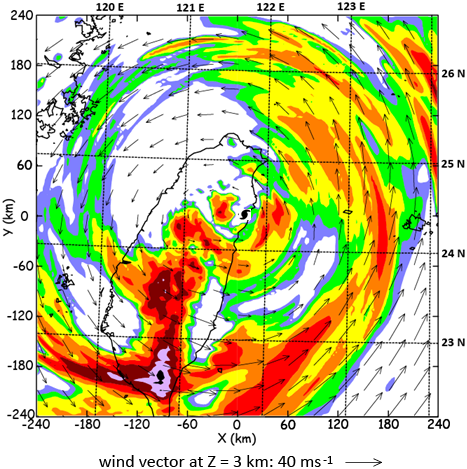 120 E 121 E 122 E 123 E
240
180
120
60
0
-60
-120
-180
-240
Y (km)
26 N
25 N
24 N
23 N
-240 -180 -120 -60 0 60 120 180 240
X (km)
wind vector at Z = 3 km: 40 ms-1